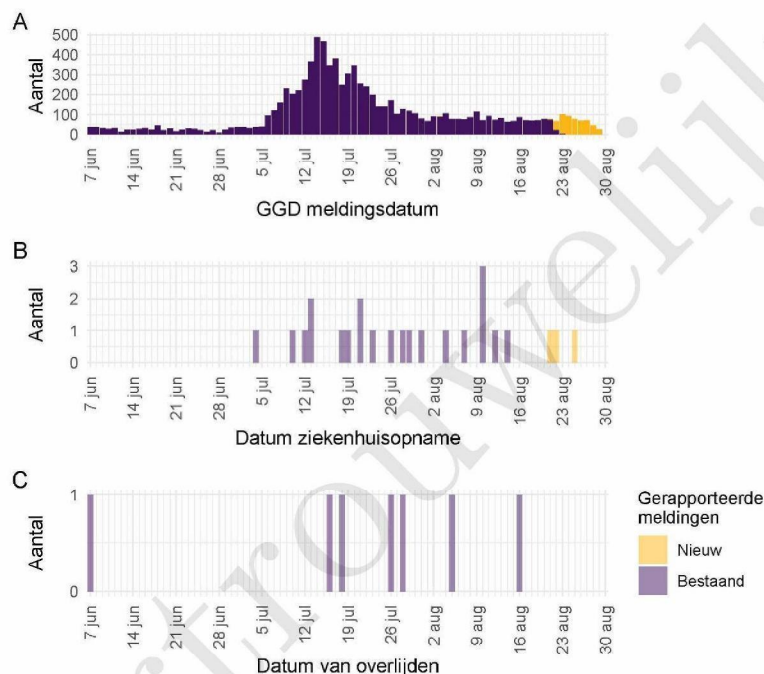 A
500
400
300
200
100
0
Aantal
7 jun
14 jun
21 jun
28 jun
5 jul
12 jul
19 jul
26 jul
2 aug
9 aug
16 aug
23 aug
30 aug
GGD meldingsdatum
B
3
2
1
0
Aantal
7 jun
14 jun
21 jun
28 jun
5 jul
12 jul
19 jul
26 jul
2 aug
9 aug
16 aug
23 aug
30 aug
Datum ziekenhuisopname
C
1
0
Aantal
7 jun
14 jun
21 jun
28 jun
5 jul
12 jul
19 jul
26 jul
2 aug
9 aug
16 aug
23 aug
30 aug
Datum van overlijden
Gerapporteerde
meldingen
Nieuw
Bestaand
rtrouwelij